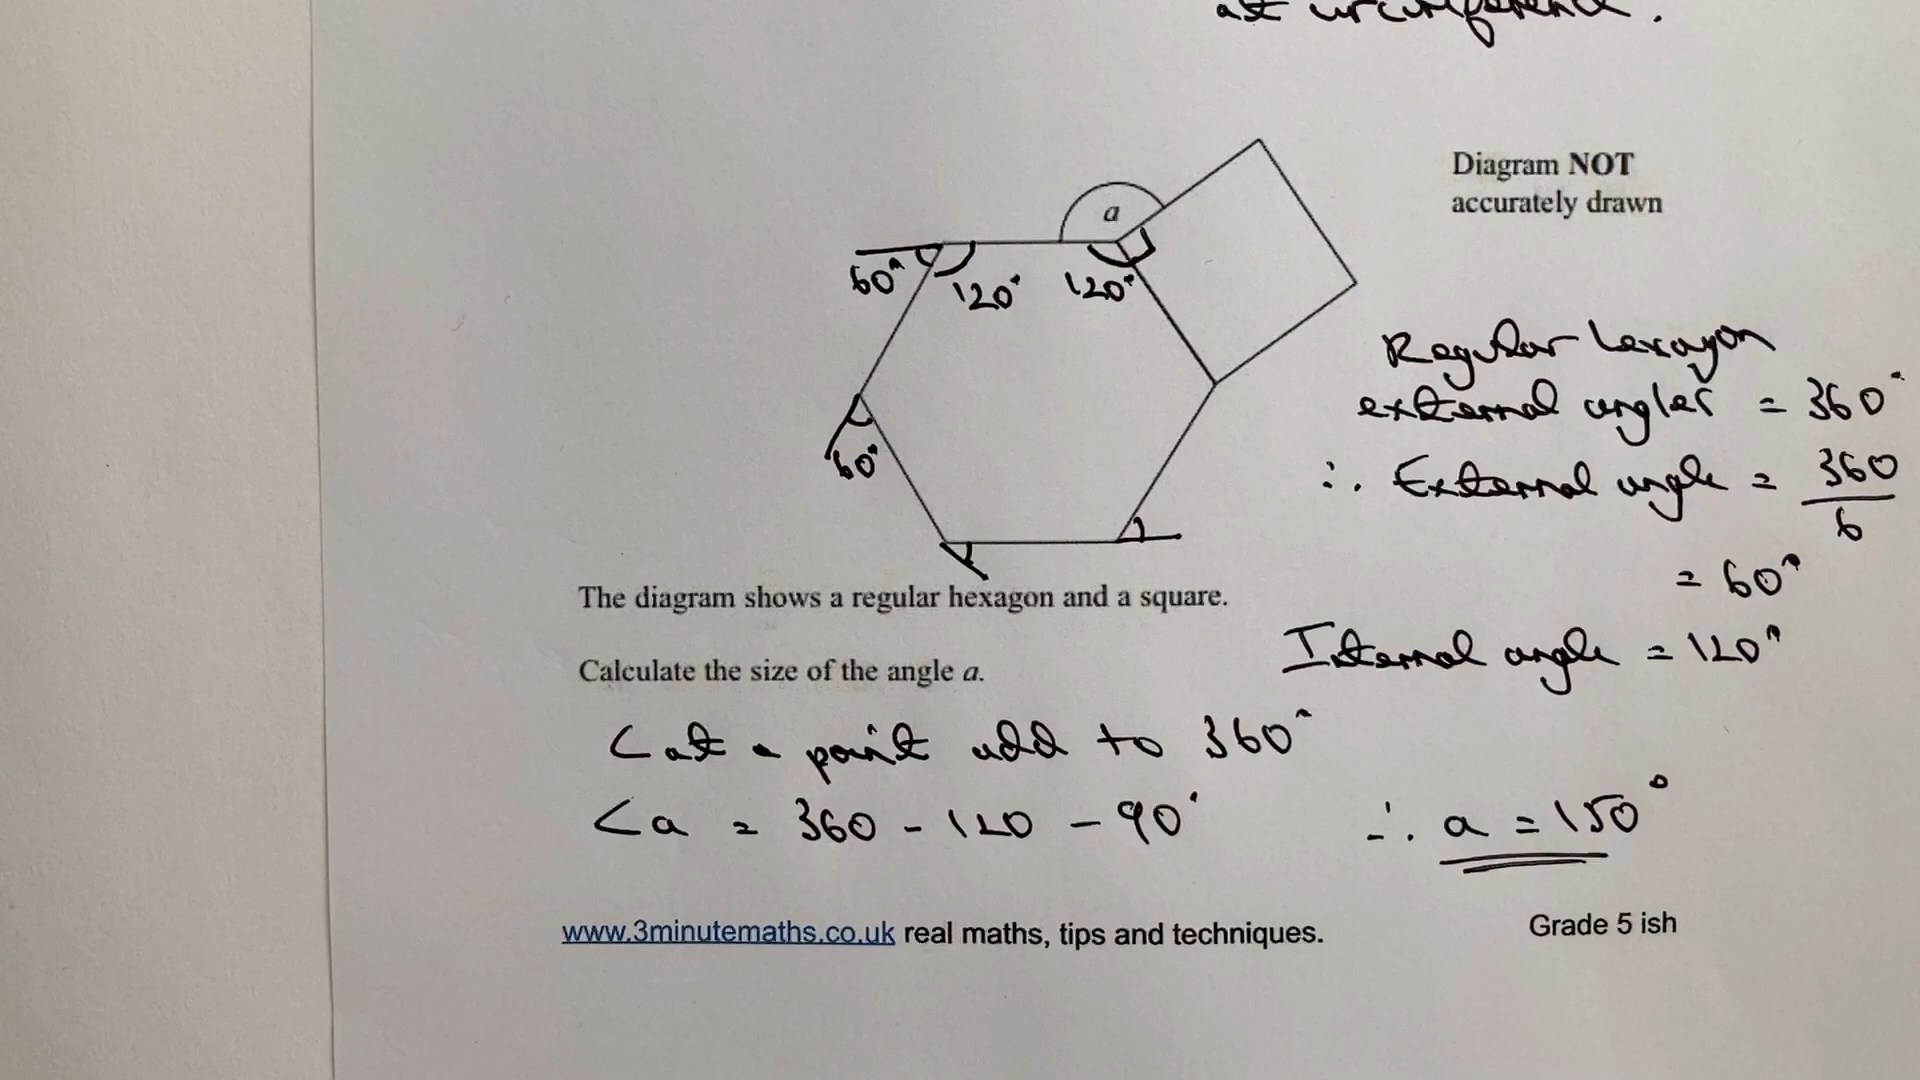 at circumference.
Diagram NOT
accurately drawn
a
60°
120°
120°
60°
Regular hexagon
external angles = 360°
∴ External angle = 360
6
= 60°
Internal angle = 120°
The diagram shows a regular hexagon and a square.
Calculate the size of the angle a.
<at a point add to 360°
<a = 360 - 120 - 90°
∴ a = 150°
www.3minutemaths.co.uk real maths, tips and techniques.
Grade 5 ish